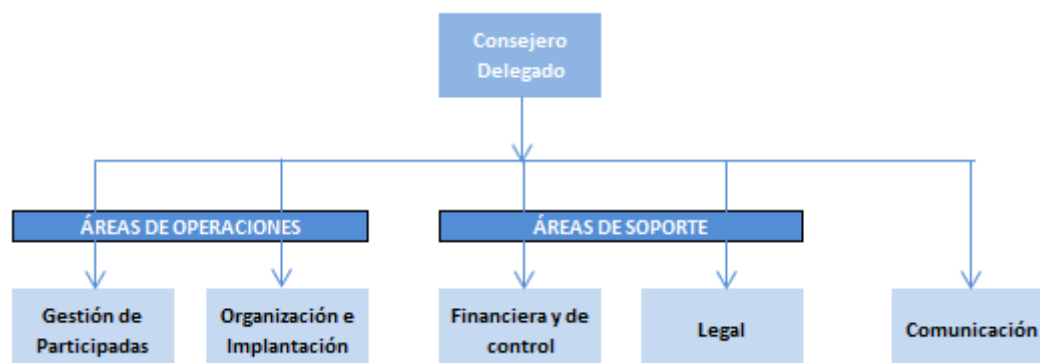 Consejero
Delegado
ÁREAS DE OPERACIONES
ÁREAS DE SOPORTE
Gestión de
Participadas
Organización e
Implantación
Financiera y de
control
Legal
Comunicación